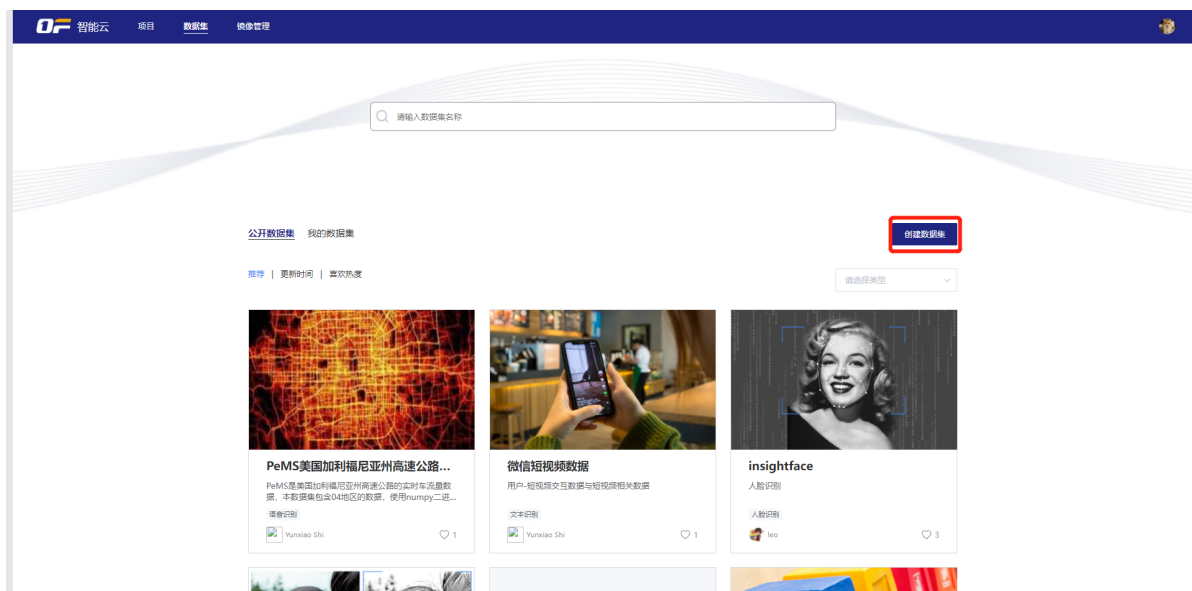 OF 智能云
项目
数据集
镜像管理
请输入数据集名称
公开数据集
我的数据集
创建数据集
推荐 | 更新时间 | 喜欢热度
请选择类型
PeMS美国加利福尼亚州高速公路...
PeMS是美国加利福尼亚州高速公路的实时车流量数
据，本数据集包含04地区的数据，使用numpy二进...
语音识别
Yunxiao Shi
1
微信短视频数据
用户-短视频交互数据与短视频相关数据
文本识别
Yunxiao Shi
1
insightface
人脸识别
人脸识别
leo
3